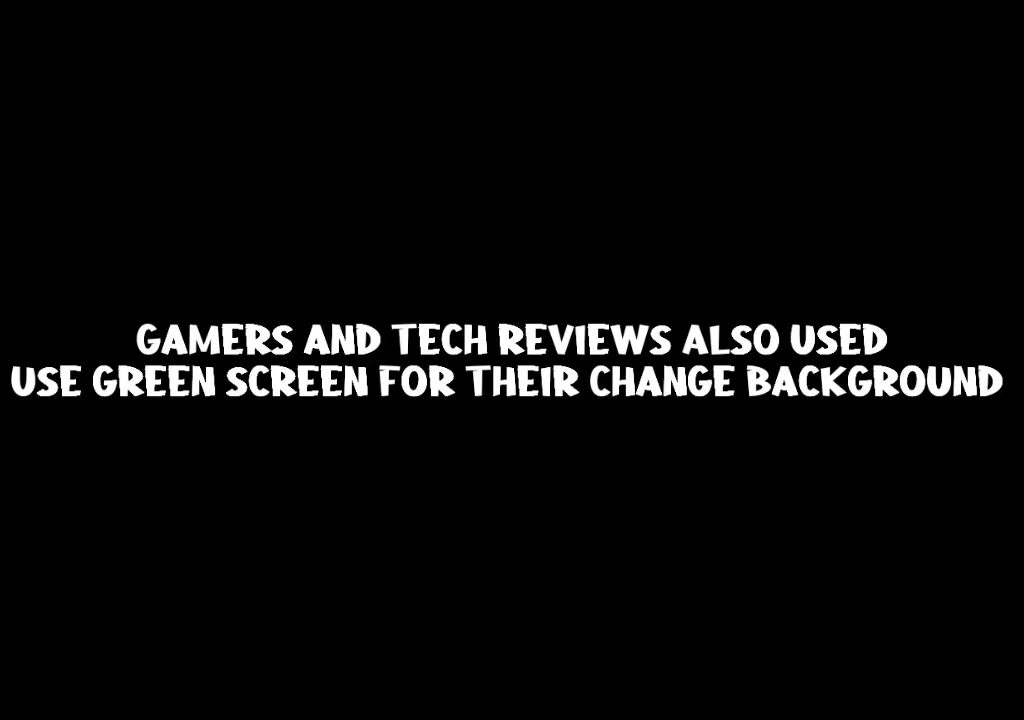 GAMERS AND TECH REVIEWS ALSO USED
USE GREEN SCREEN FOR THEIR CHANGE BACKGROUND